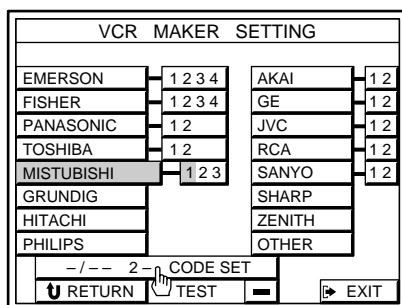 VCR MAKER SETTING
EMERSON 1 2 3 4 AKAI 1 2
FISHER 1 2 3 4 GE 1 2
PANASONIC 1 2 JVC 1 2
TOSHIBA 1 2 RCA 1 2
MISTUBISHI 1 2 3 SANYO 1 2
GRUNDIG SHARP
HITACHI ZENITH
PHILIPS OTHER
–/–– 2– CODE SET
RETURN TEST EXIT